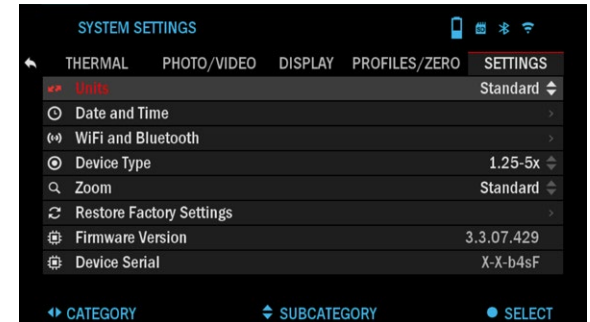 SYSTEM SETTINGS
THERMAL PHOTO/VIDEO DISPLAY PROFILES/ZERO SETTINGS
Units Standard
Date and Time
WiFi and Bluetooth
Device Type 1.25-5x
Zoom Standard
Restore Factory Settings
Firmware Version 3.3.07.429
Device Serial X-X-b4sF
CATEGORY SUBCATEGORY SELECT